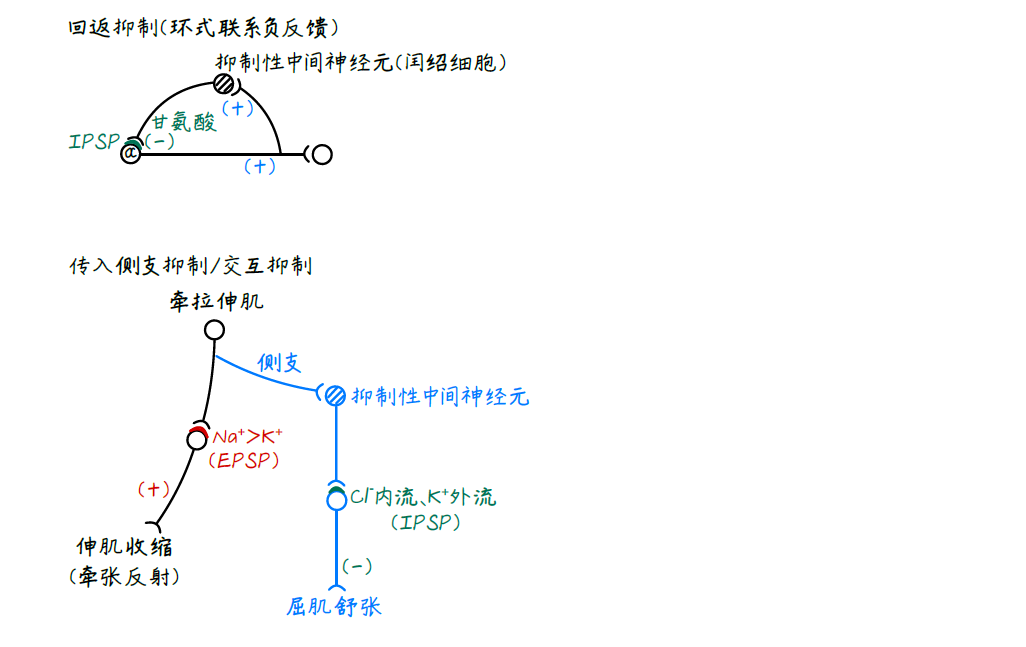 回返抑制(环式联系负反馈)
抑制性中间神经元(闰绍细胞)
(+)
甘氨酸
IPSP
(-)
α
(+)
传入侧支抑制/交互抑制
牵拉伸肌
侧支
抑制性中间神经元
Na⁺>K⁺
(EPSP)
(+)
Cl⁻内流、K⁺外流
(IPSP)
伸肌收缩
(牵张反射)
(-)
屈肌舒张